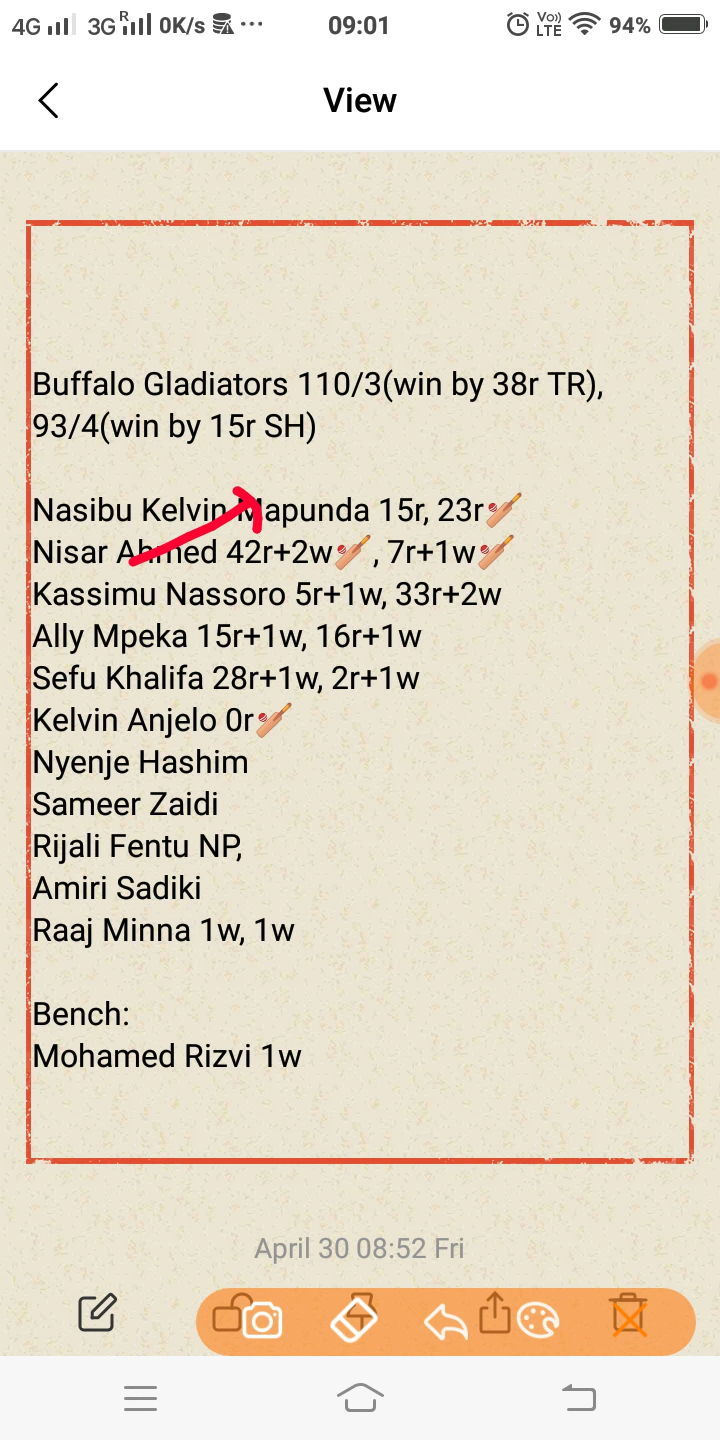 4G 3G R 0K/s ... 09:01 Vo)) LTE 94%
View
Buffalo Gladiators 110/3(win by 38r TR),
93/4(win by 15r SH)
Nasibu Kelvin Mapunda 15r, 23r🏏
Nisar Ahmed 42r+2w🏏, 7r+1w🏏
Kassimu Nassoro 5r+1w, 33r+2w
Ally Mpeka 15r+1w, 16r+1w
Sefu Khalifa 28r+1w, 2r+1w
Kelvin Anjelo 0r🏏
Nyenje Hashim
Sameer Zaidi
Rijali Fentu NP,
Amiri Sadiki
Raaj Minna 1w, 1w
Bench:
Mohamed Rizvi 1w
April 30 08:52 Fri